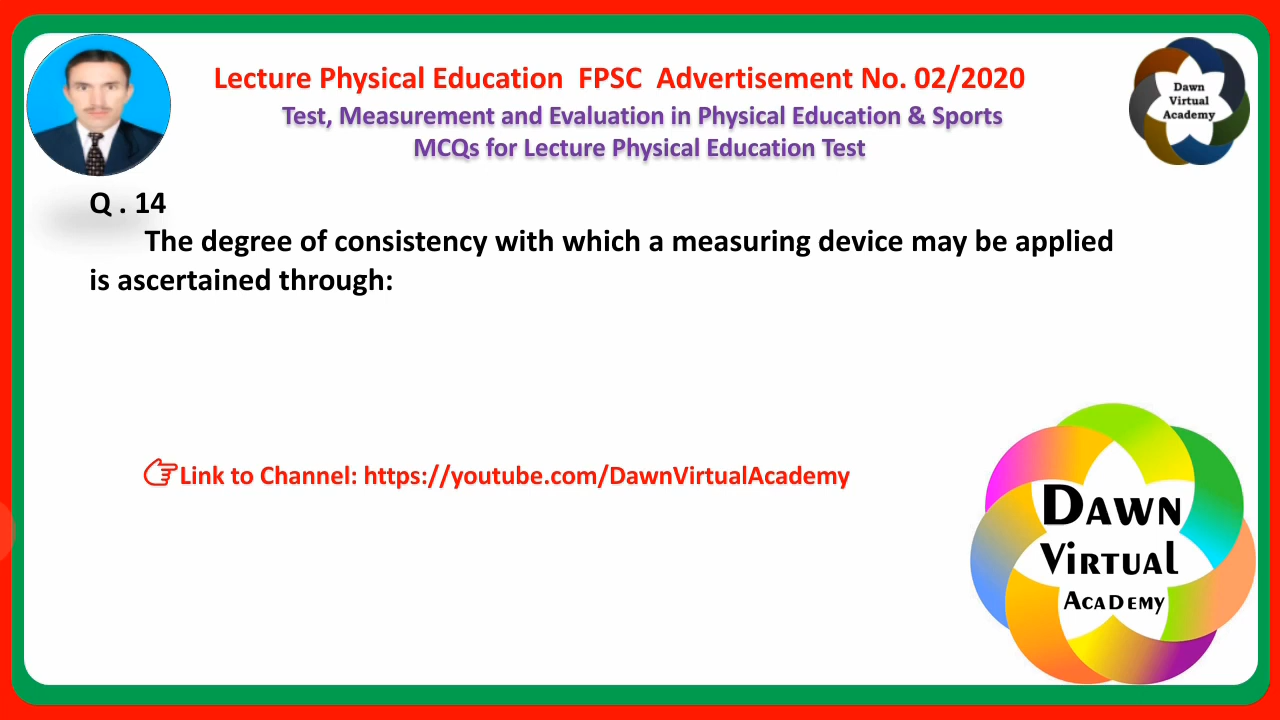 Lecture Physical Education FPSC Advertisement No. 02/2020
Test, Measurement and Evaluation in Physical Education & Sports
MCQs for Lecture Physical Education Test
Dawn
Virtual
Academy
Q . 14
The degree of consistency with which a measuring device may be applied
is ascertained through:
Link to Channel: https://youtube.com/DawnVirtualAcademy
DAWN
VIRTUAL
ACADEMY